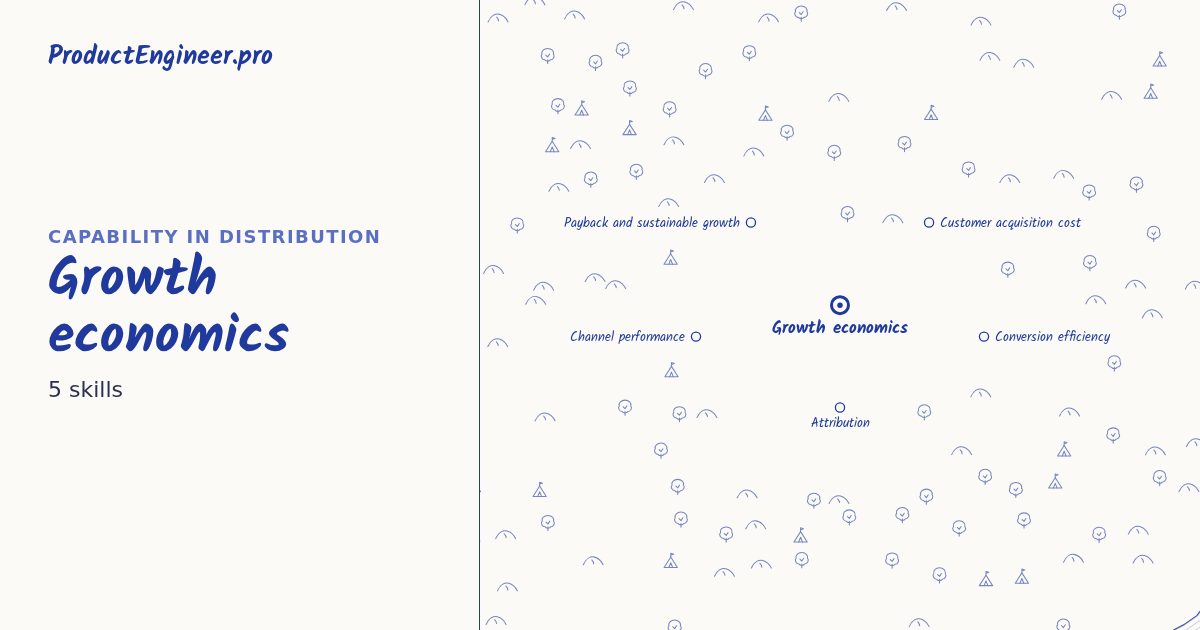 ProductEngineer.pro
CAPABILITY IN DISTRIBUTION
Growth
economics
5 skills
Payback and sustainable growth
Customer acquisition cost
Growth economics
Channel performance
Conversion efficiency
Attribution